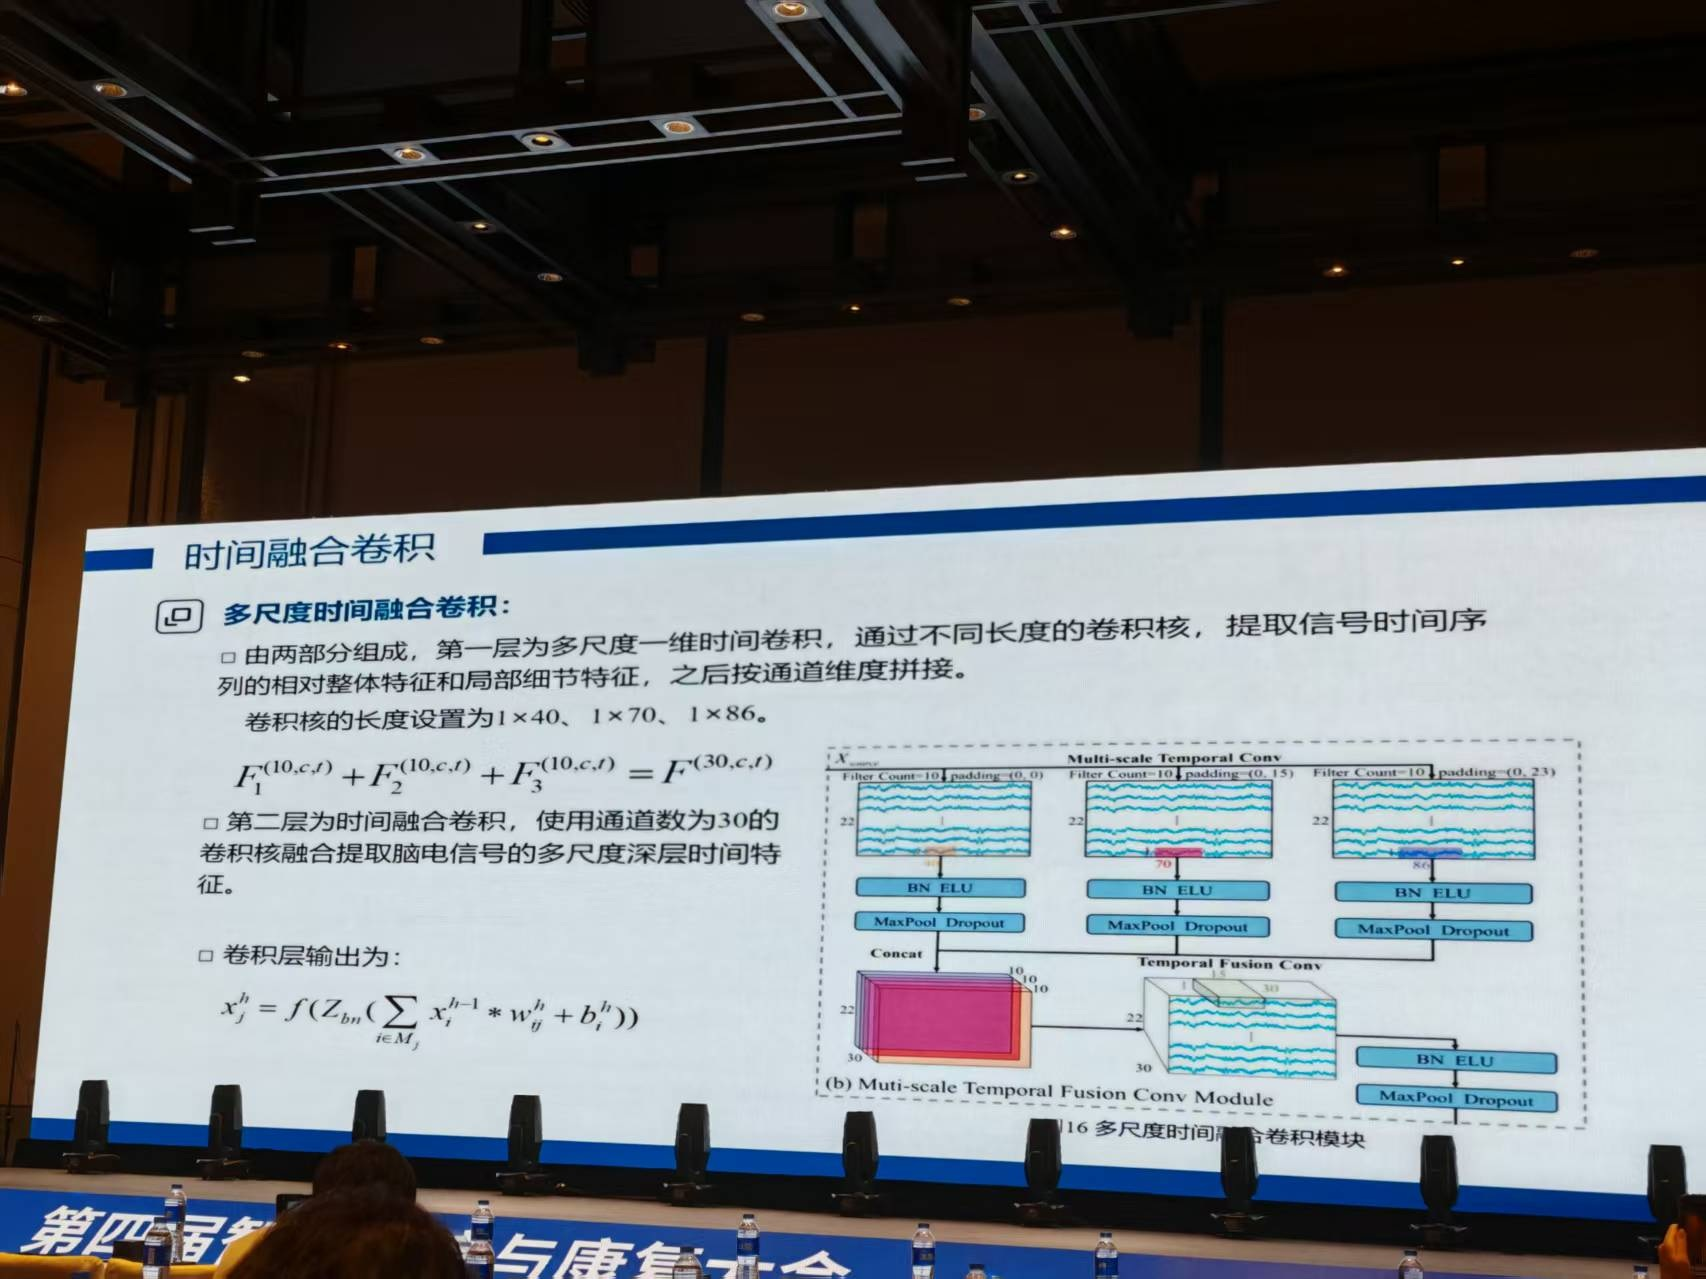 时间融合卷积
多尺度时间融合卷积：
□ 由两部分组成，第一层为多尺度一维时间卷积，通过不同长度的卷积核，提取信号时间序
列的相对整体特征和局部细节特征，之后按通道维度拼接。
卷积核的长度设置为1×40、1×70、1×86。
F₁^(10,c,t) + F₂^(10,c,t) + F₃^(10,c,t) = F^(30,c,t)
□ 第二层为时间融合卷积，使用通道数为30的
卷积核融合提取脑电信号的多尺度深层时间特
征。
□ 卷积层输出为：
x_j^h = f(Z_bn(∑_{i∈M_j} x_i^{h-1} * w_ij^h + b_i^h))
X
Multi-scale Temporal Conv
Filter Count=10 padding=(0, 0)
Filter Count=10 padding=(0, 15)
Filter Count=10 padding=(0, 23)
22
22
22
40
70
86
BN ELU
BN ELU
BN ELU
MaxPool Dropout
MaxPool Dropout
MaxPool Dropout
Concat
Temporal Fusion Conv
10
10
10
22
30
1
15
30
22
30
BN ELU
MaxPool Dropout
(b) Muti-scale Temporal Fusion Conv Module
16 多尺度时间融合卷积模块
第四届智
与康复大会